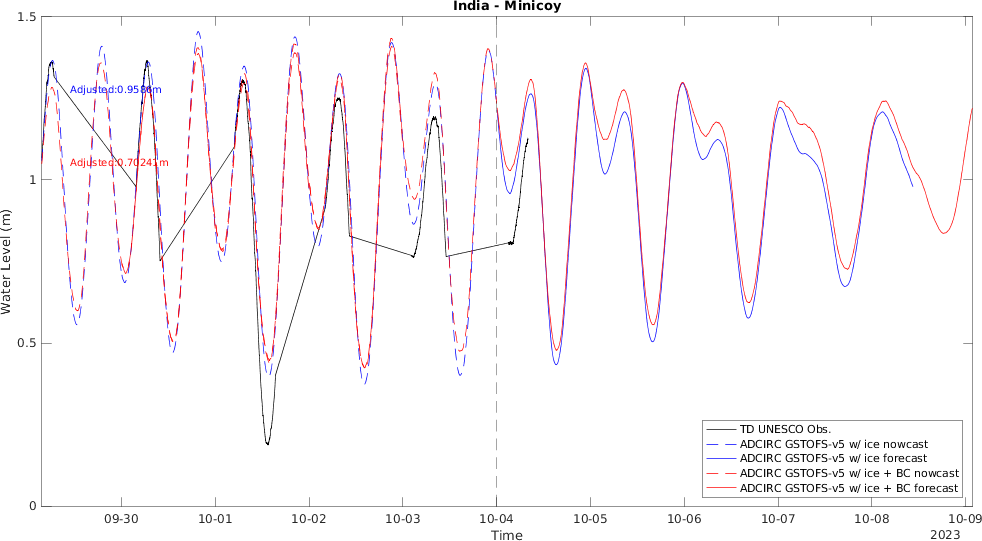 India - Minicoy
1.5
1
0.5
0
Water Level (m)
Adjusted:0.9586m
Adjusted:0.70241m
09-30
10-01
10-02
10-03
10-04
10-05
10-06
10-07
10-08
10-09
Time
2023
TD UNESCO Obs.
ADCIRC GSTOFS-v5 w/ ice nowcast
ADCIRC GSTOFS-v5 w/ ice forecast
ADCIRC GSTOFS-v5 w/ ice + BC nowcast
ADCIRC GSTOFS-v5 w/ ice + BC forecast